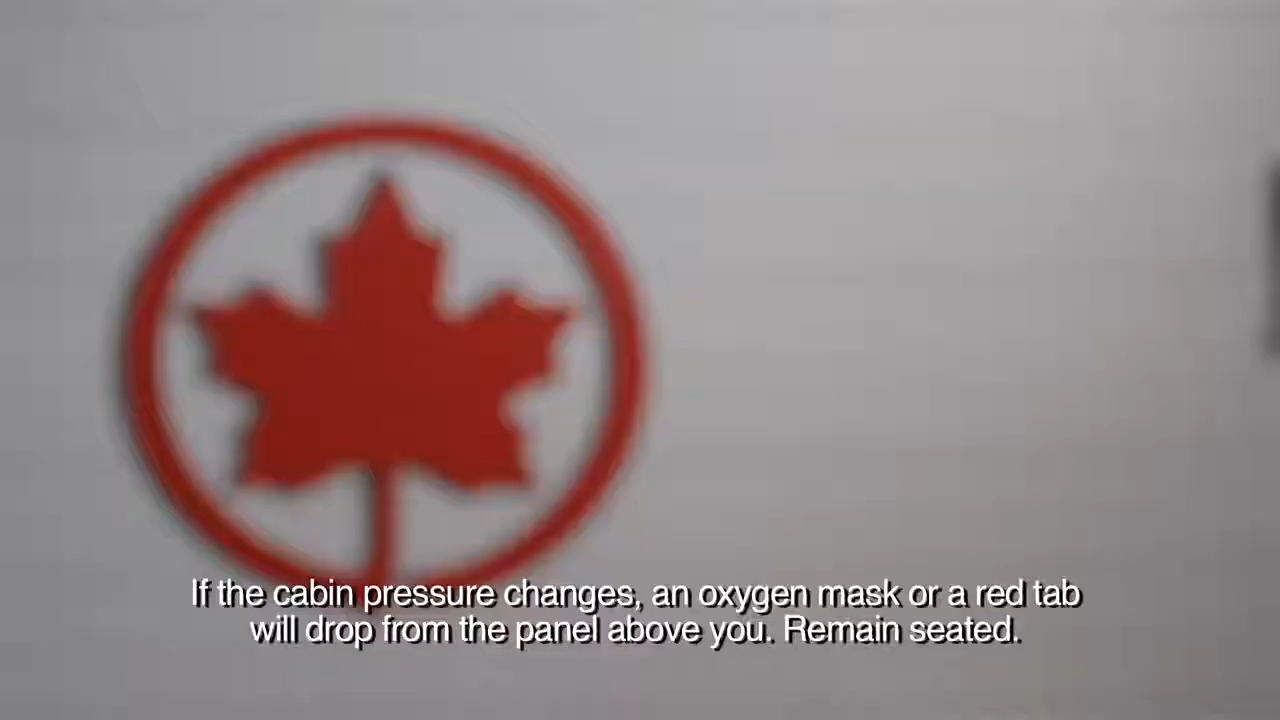 If the cabin pressure changes, an oxygen mask or a red tab
will drop from the panel above you. Remain seated.